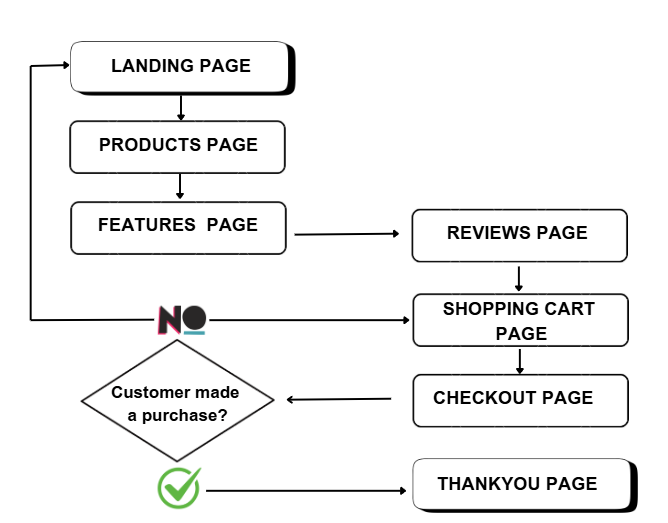 LANDING PAGE
PRODUCTS PAGE
FEATURES  PAGE
REVIEWS PAGE
SHOPPING CART
PAGE
CHECKOUT PAGE
NO
Customer made
a purchase?
THANKYOU PAGE